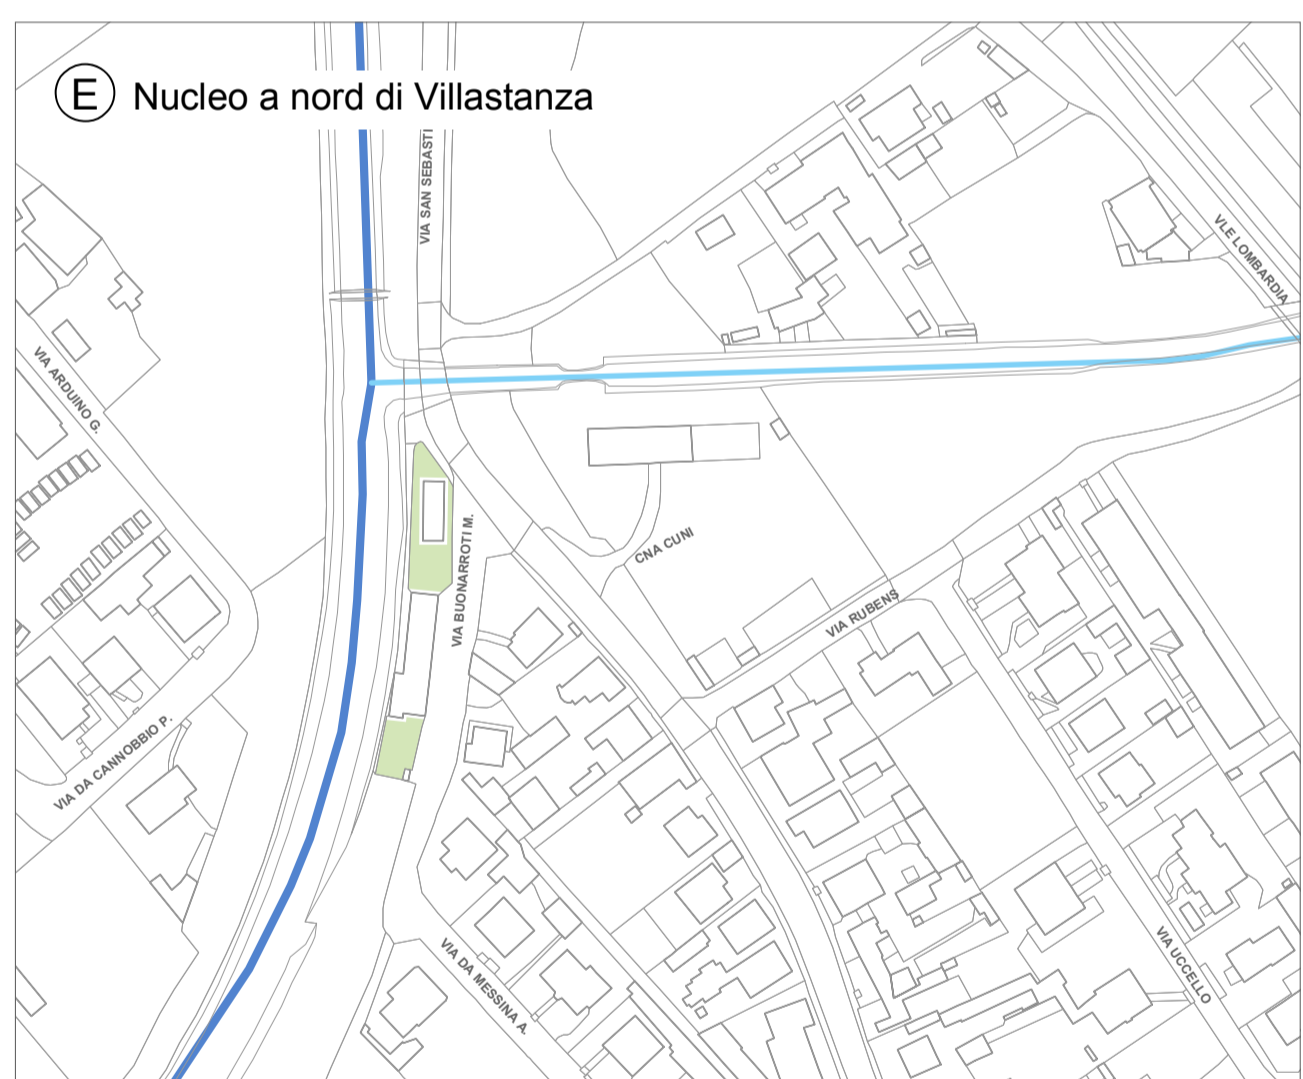 E Nucleo a nord di Villastanza
VIA SAN SEBASTI
VLE LOMBARDIA
VIA ARDUINO G.
VIA BUONARROTI M.
CNA CUNI
VIA RUBENS
VIA DA CANNOBBIO P.
VIA DA MESSINA A.
VIA UCCELLO